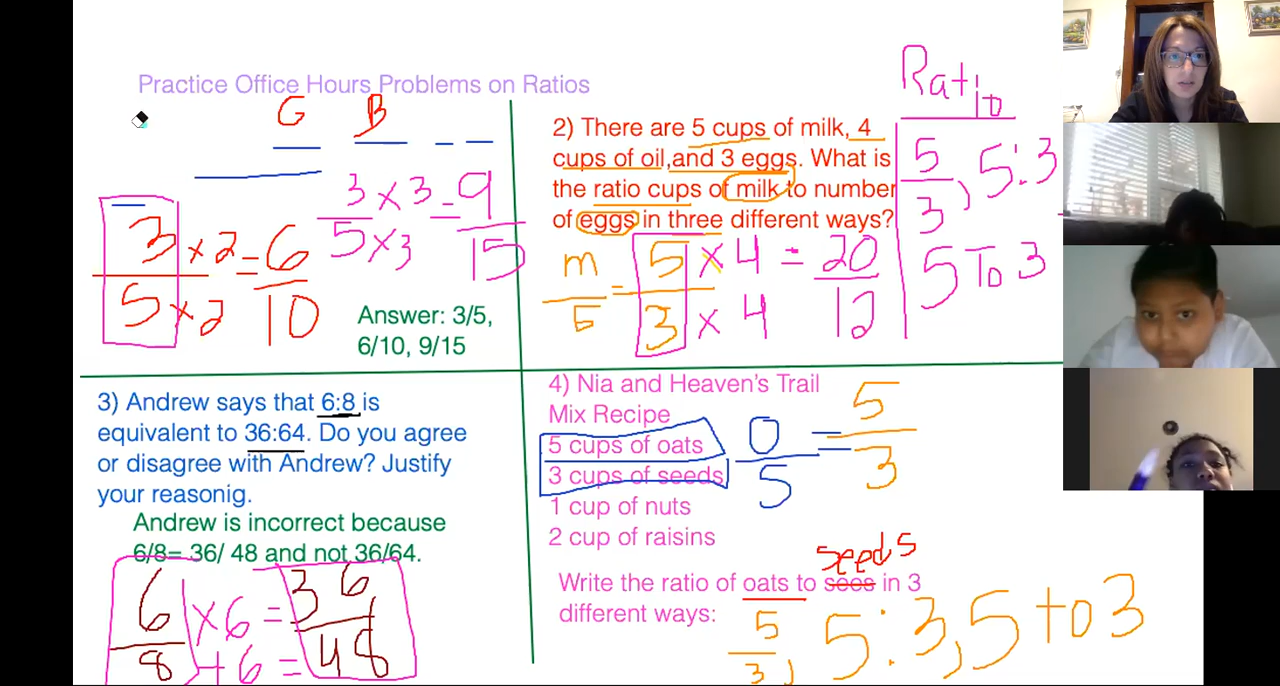 Practice Office Hours Problems on Ratios
G B
3 × 2 = 6
5 × 2 10
3 × 3 = 9
5 × 3 15
Answer: 3/5,
6/10, 9/15
2) There are 5 cups of milk, 4
cups of oil,and 3 eggs. What is
the ratio cups of milk to number
of eggs in three different ways?
m = 5 × 4 = 20
3 × 4 12
Ratio
5
3 , 5:3
5 To 3
3) Andrew says that 6:8 is
equivalent to 36:64. Do you agree
or disagree with Andrew? Justify
your reasonig.
Andrew is incorrect because
6/8= 36/ 48 and not 36/64.
6 × 6 = 36
8 + 6 = 48
4) Nia and Heaven's Trail
Mix Recipe
5 cups of oats
3 cups of seeds
1 cup of nuts
2 cup of raisins
O = 5
S 3
seeds
Write the ratio of oats to sees in 3
different ways:
5
3 , 5:3, 5 to 3